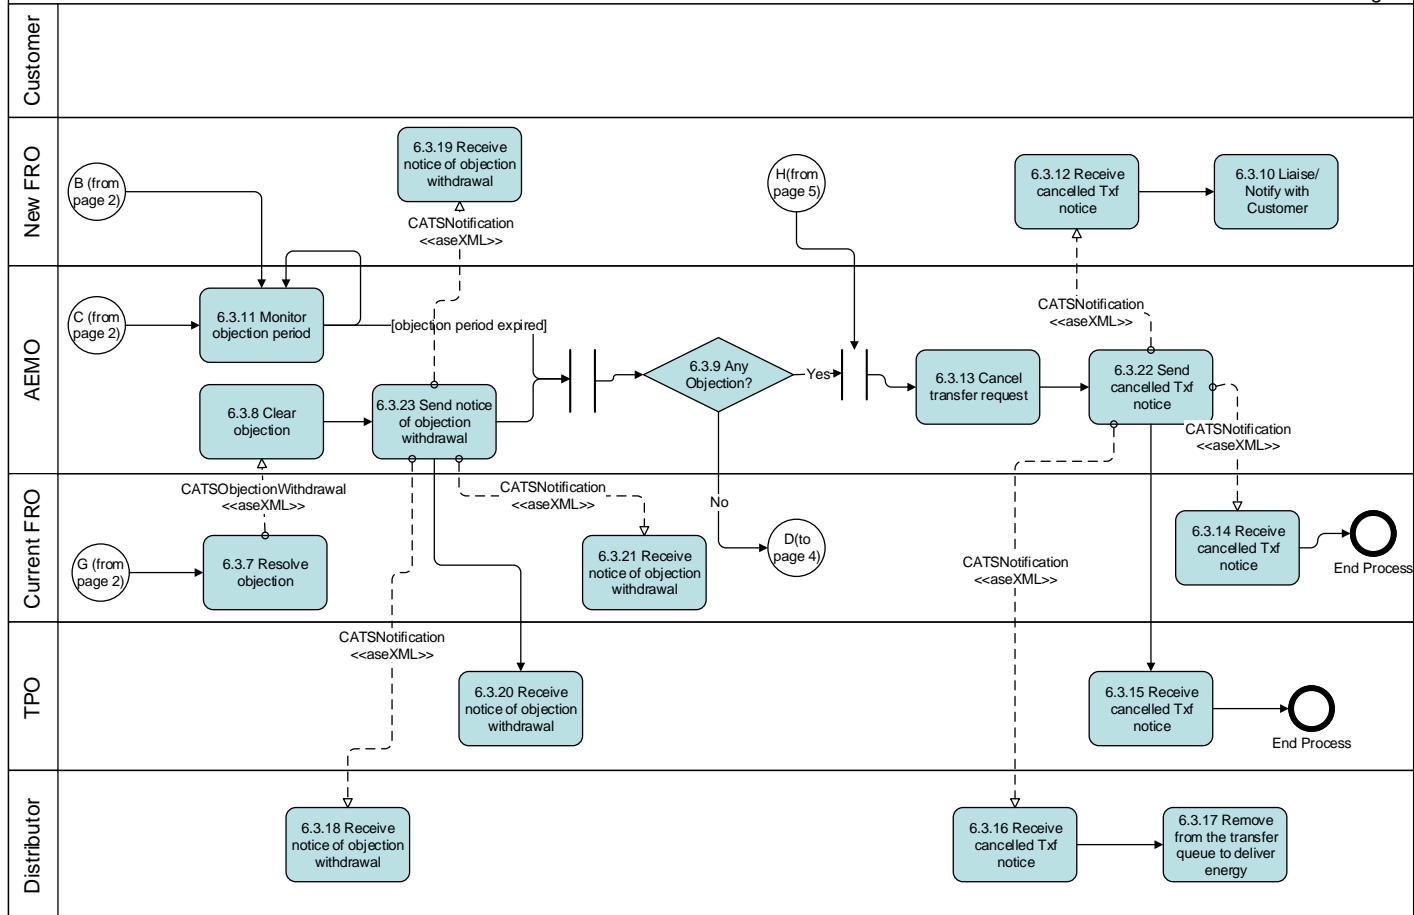 Customer
New FRO
B (from
page 2)
6.3.19 Receive
notice of objection
withdrawal
CATSNotification
<<aseXML>>
H(from
page 5)
6.3.12 Receive
cancelled Txf
notice
6.3.10 Liaise/
Notify with
Customer
AEMO
C (from
page 2)
6.3.11 Monitor
objection period
[objection period expired]
6.3.8 Clear
objection
6.3.23 Send notice
of objection
withdrawal
6.3.9 Any
Objection?
Yes
6.3.13 Cancel
transfer request
CATSNotification
<<aseXML>>
6.3.22 Send
cancelled Txf
notice
CATSNotification
<<aseXML>>
Current FRO
CATSObjectionWithdrawal
<<aseXML>>
G (from
page 2)
6.3.7 Resolve
objection
CATSNotification
<<aseXML>>
6.3.21 Receive
notice of objection
withdrawal
No
D(to
page 4)
CATSNotification
<<aseXML>>
6.3.14 Receive
cancelled Txf
notice
End Process
TPO
CATSNotification
<<aseXML>>
6.3.20 Receive
notice of objection
withdrawal
6.3.15 Receive
cancelled Txf
notice
End Process
Distributor
6.3.18 Receive
notice of objection
withdrawal
6.3.16 Receive
cancelled Txf
notice
6.3.17 Remove
from the transfer
queue to deliver
energy